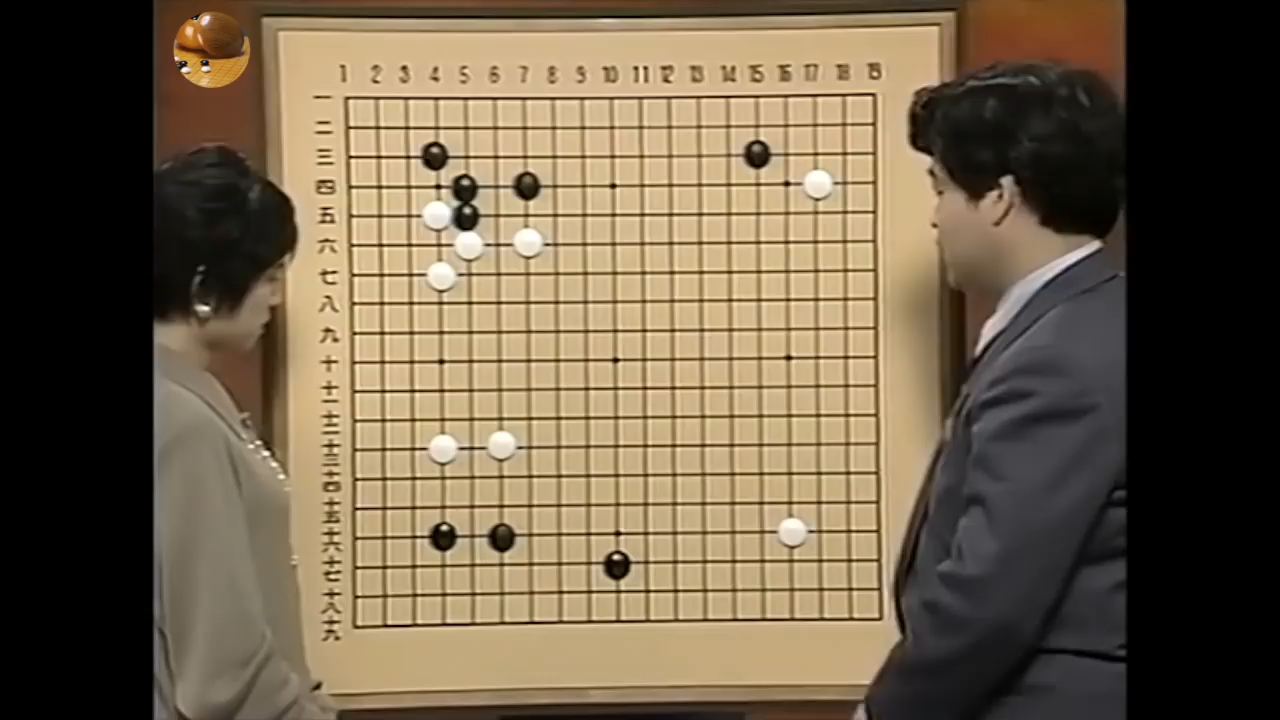 1 2 3 4 5 6 7 8 9 10 11 12 13 14 15 16 17 18 19
一
二
三
四
五
六
七
八
九
十
十一
十二
十三
十四
十五
十六
十七
十八
十九